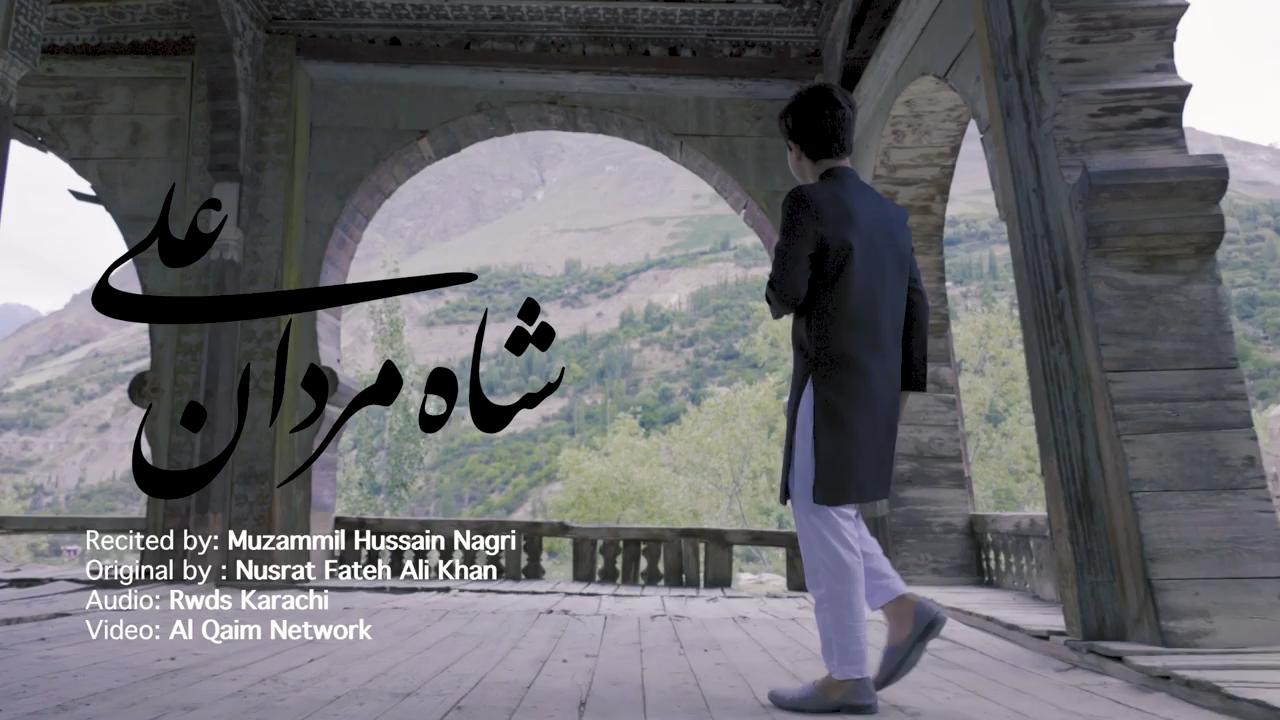 شاہ مردان علی
Recited by: Muzammil Hussain Nagri
Original by : Nusrat Fateh Ali Khan
Audio: Rwds Karachi
Video: Al Qaim Network